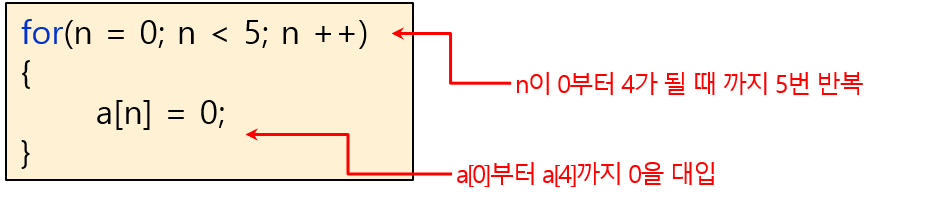 for(n = 0; n < 5; n ++)
{
n이 0부터 4가 될 때 까지 5번 반복
a[n] = 0;
}
a[0]부터 a[4]까지 0을 대입